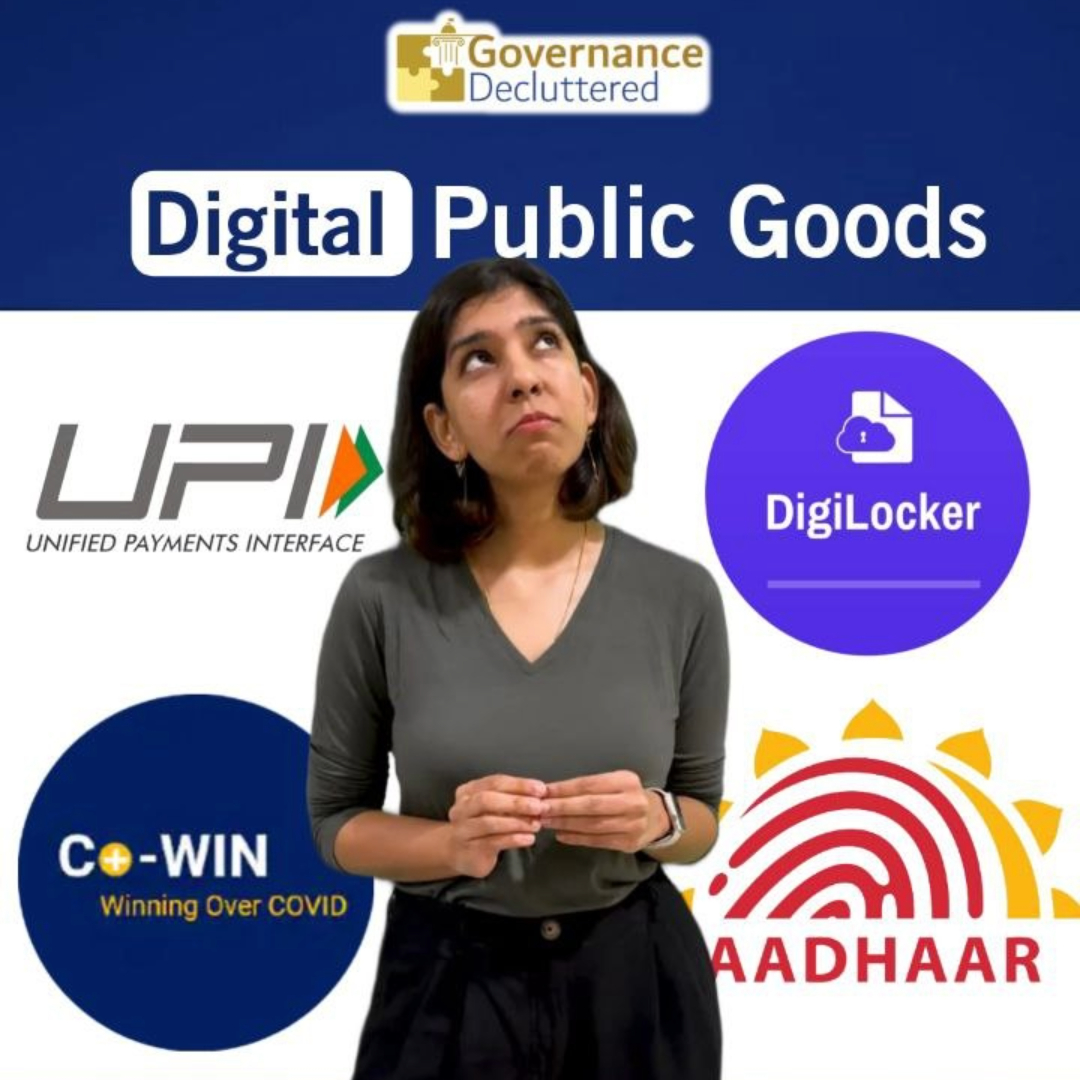 Governance
Decluttered
Digital Public Goods
UPI
UNIFIED PAYMENTS INTERFACE
DigiLocker
Co-WIN
Winning Over COVID
AADHAAR